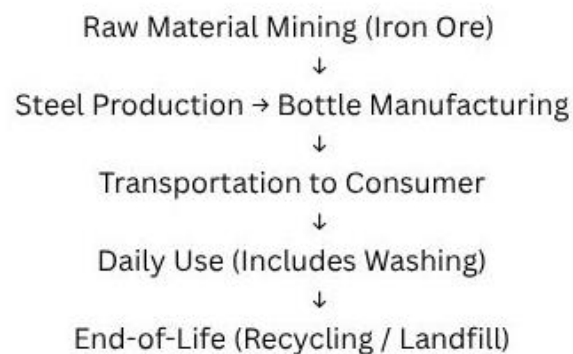 Raw Material Mining (Iron Ore)
↓
Steel Production → Bottle Manufacturing
↓
Transportation to Consumer
↓
Daily Use (Includes Washing)
↓
End-of-Life (Recycling / Landfill)